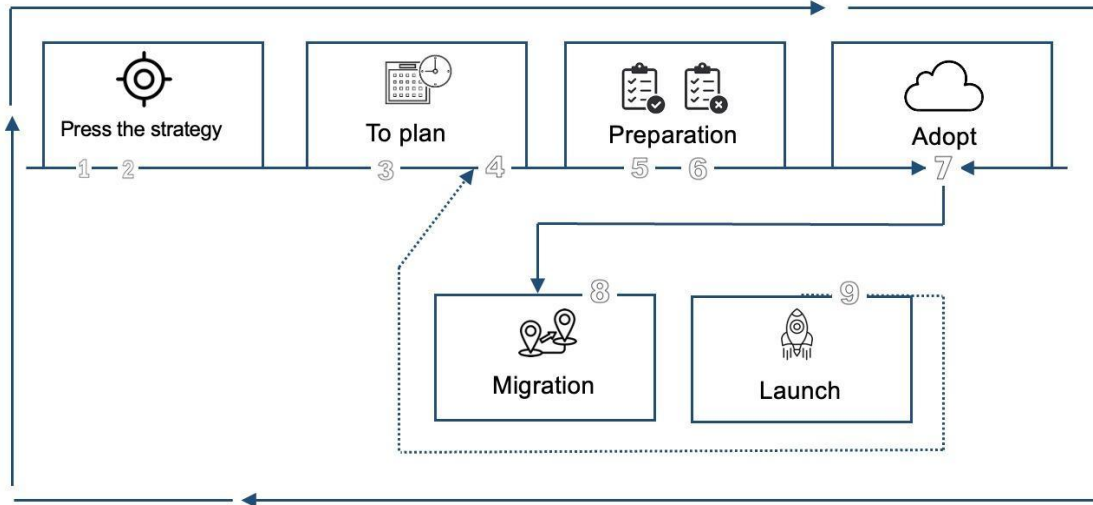 Press the strategy
To plan
Preparation
Adopt
1 2 3 4 5 6 7
8 9
Migration
Launch